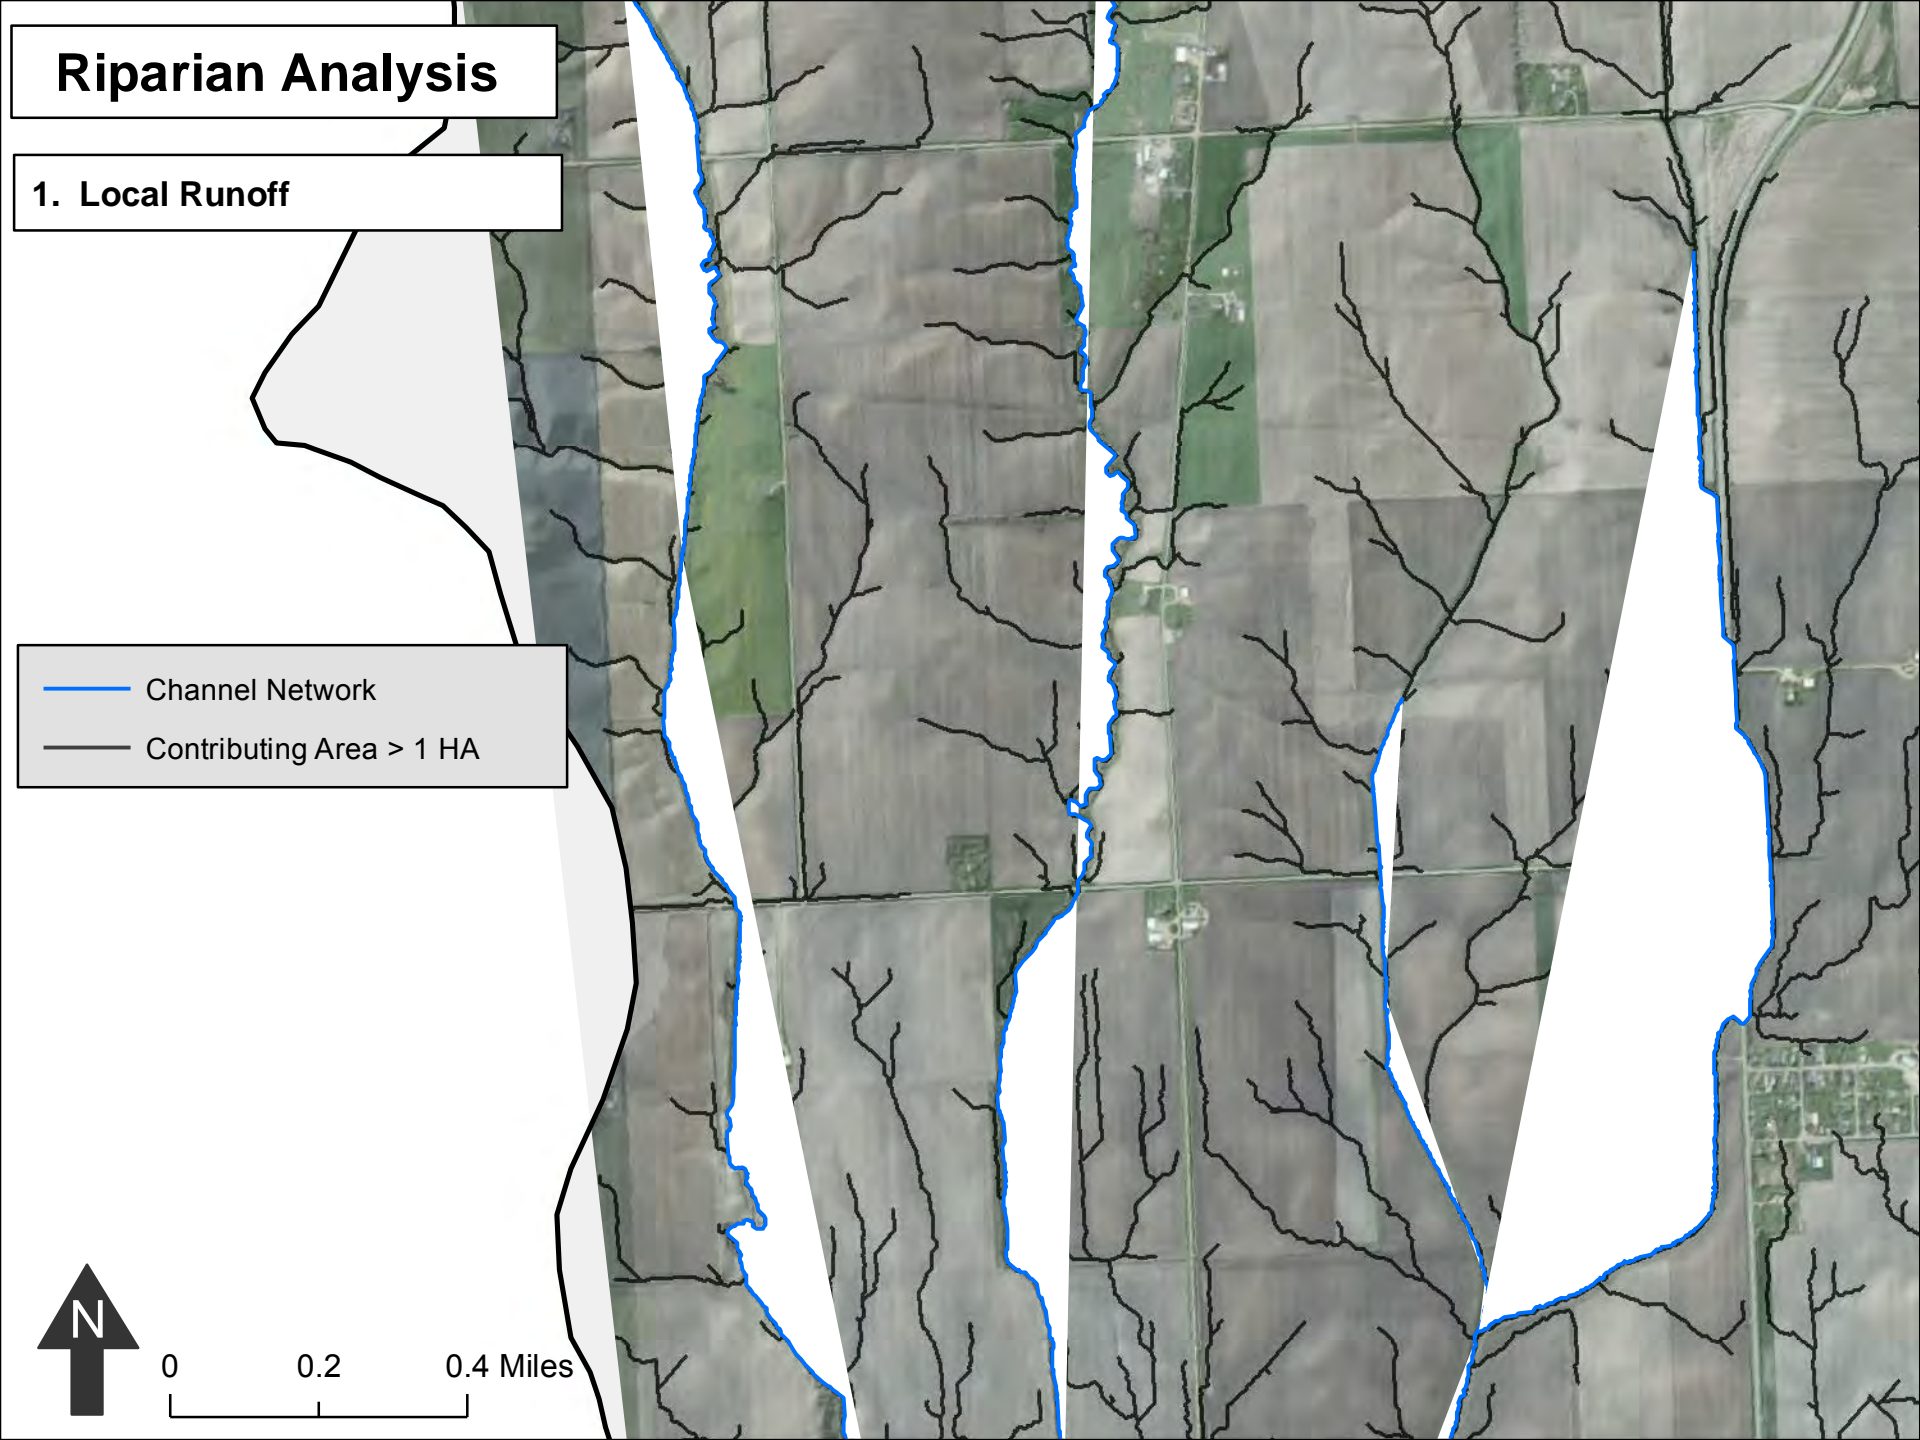 Riparian Analysis
1. Local Runoff
Channel Network
Contributing Area > 1 HA
N
0 0.2 0.4 Miles